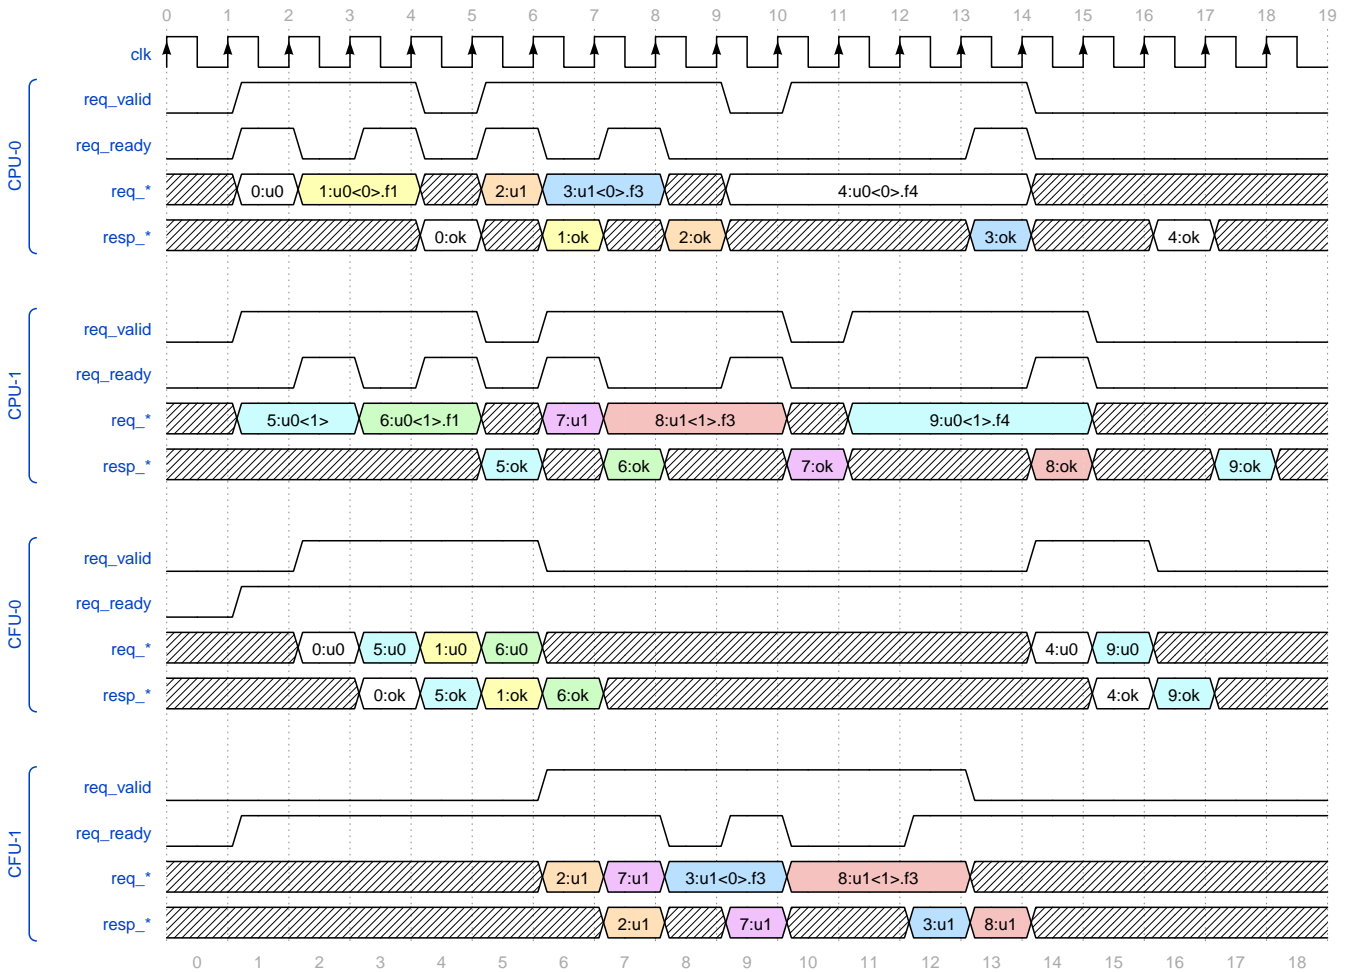 0 1 2 3 4 5 6 7 8 9 10 11 12 13 14 15 16 17 18 19
clk
CPU-0
req_valid
req_ready
req_* 0:u0 1:u0<0>.f1 2:u1 3:u1<0>.f3 4:u0<0>.f4
resp_* 0:ok 1:ok 2:ok 3:ok 4:ok
CPU-1
req_valid
req_ready
req_* 5:u0<1> 6:u0<1>.f1 7:u1 8:u1<1>.f3 9:u0<1>.f4
resp_* 5:ok 6:ok 7:ok 8:ok 9:ok
CFU-0
req_valid
req_ready
req_* 0:u0 5:u0 1:u0 6:u0 4:u0 9:u0
resp_* 0:ok 5:ok 1:ok 6:ok 4:ok 9:ok
CFU-1
req_valid
req_ready
req_* 2:u1 7:u1 3:u1<0>.f3 8:u1<1>.f3
resp_* 2:u1 7:u1 3:u1 8:u1
0 1 2 3 4 5 6 7 8 9 10 11 12 13 14 15 16 17 18